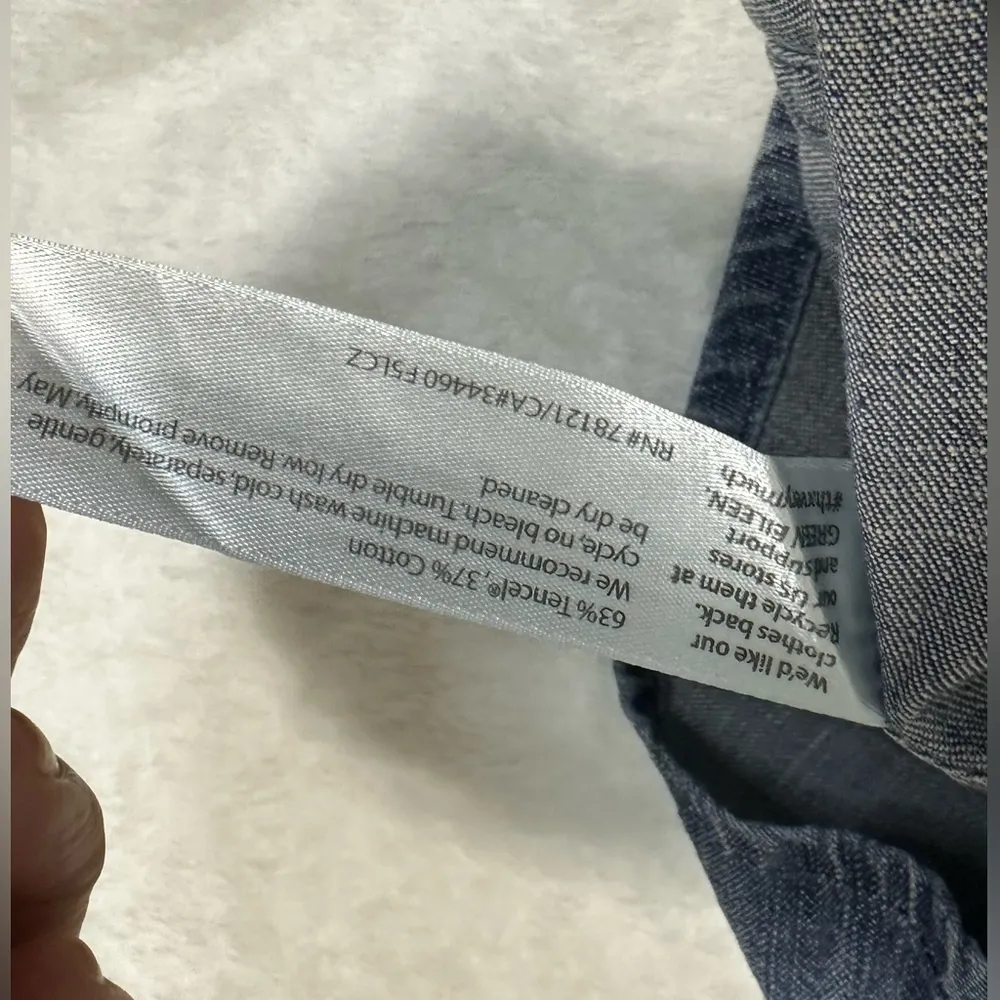 We'd like our
clothes back.
Recycle them at
our US stores
and support
GREEN EILEEN.
#thxverymuch
63% Tencel®, 37% Cotton
We recommend machine wash cold, separately, gentle
cycle, no bleach. Tumble dry low. Remove promptly. May
be dry cleaned.
RN# 78121/CA#34460 F5LCZ